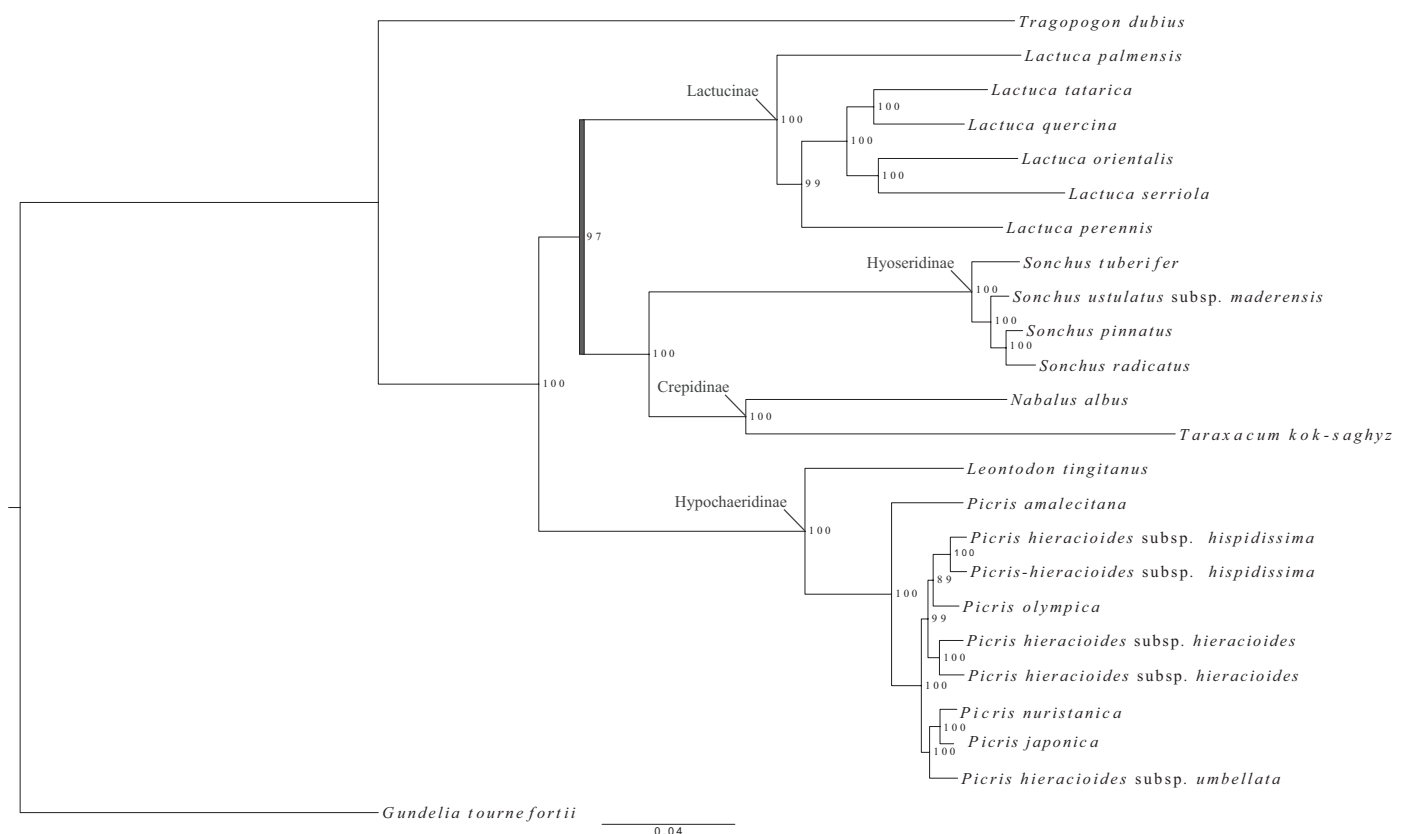 Tragopogon dubius
Lactuca palmensis
Lactucinae
Lactuca tatarica
100
100
Lactuca quercina
100
Lactuca orientalis
100
99
Lactuca serriola
Lactuca perennis
97
Hyoseridinae
Sonchus tuberifer
100
Sonchus ustulatus subsp. maderensis
100
Sonchus pinnatus
100
100
Sonchus radicatus
100
Crepidinae
Nabalus albus
100
Taraxacum kok-saghyz
Leontodon tingitanus
Hypochaeridinae
Picris amalecitana
100
Picris hieracioides subsp. hispidissima
100
Picris-hieracioides subsp. hispidissima
89
100
Picris olympica
99
Picris hieracioides subsp. hieracioides
100
Picris hieracioides subsp. hieracioides
100
Picris nuristanica
100
Picris japonica
100
Picris hieracioides subsp. umbellata
Gundelia tournefortii
0.04